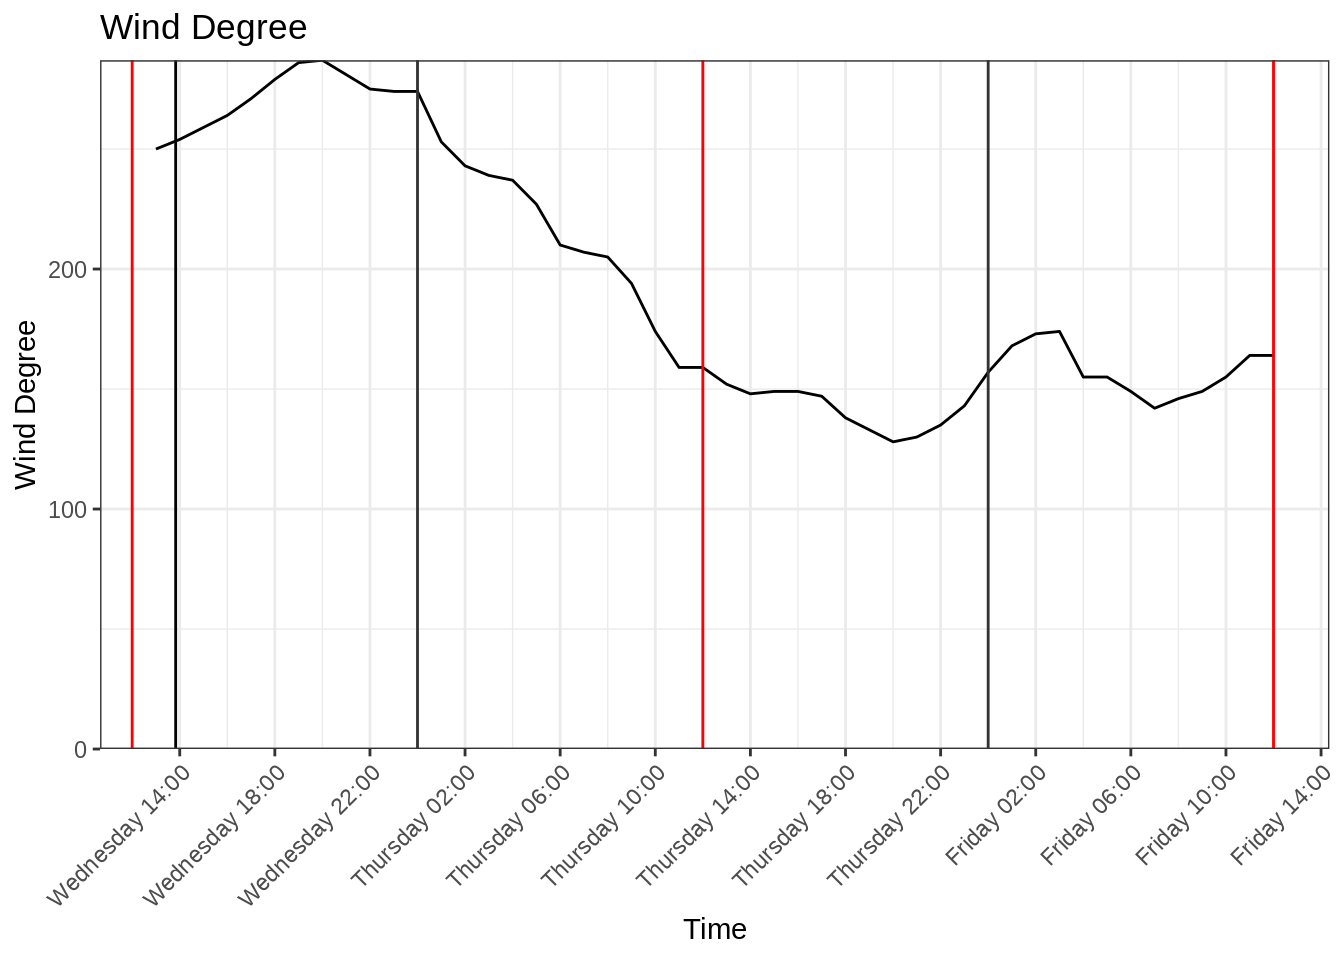 Wind Degree
Wind Degree
200
100
0
Wednesday 14:00
Wednesday 18:00
Wednesday 22:00
Thursday 02:00
Thursday 06:00
Thursday 10:00
Thursday 14:00
Thursday 18:00
Thursday 22:00
Friday 02:00
Friday 06:00
Friday 10:00
Friday 14:00
Time